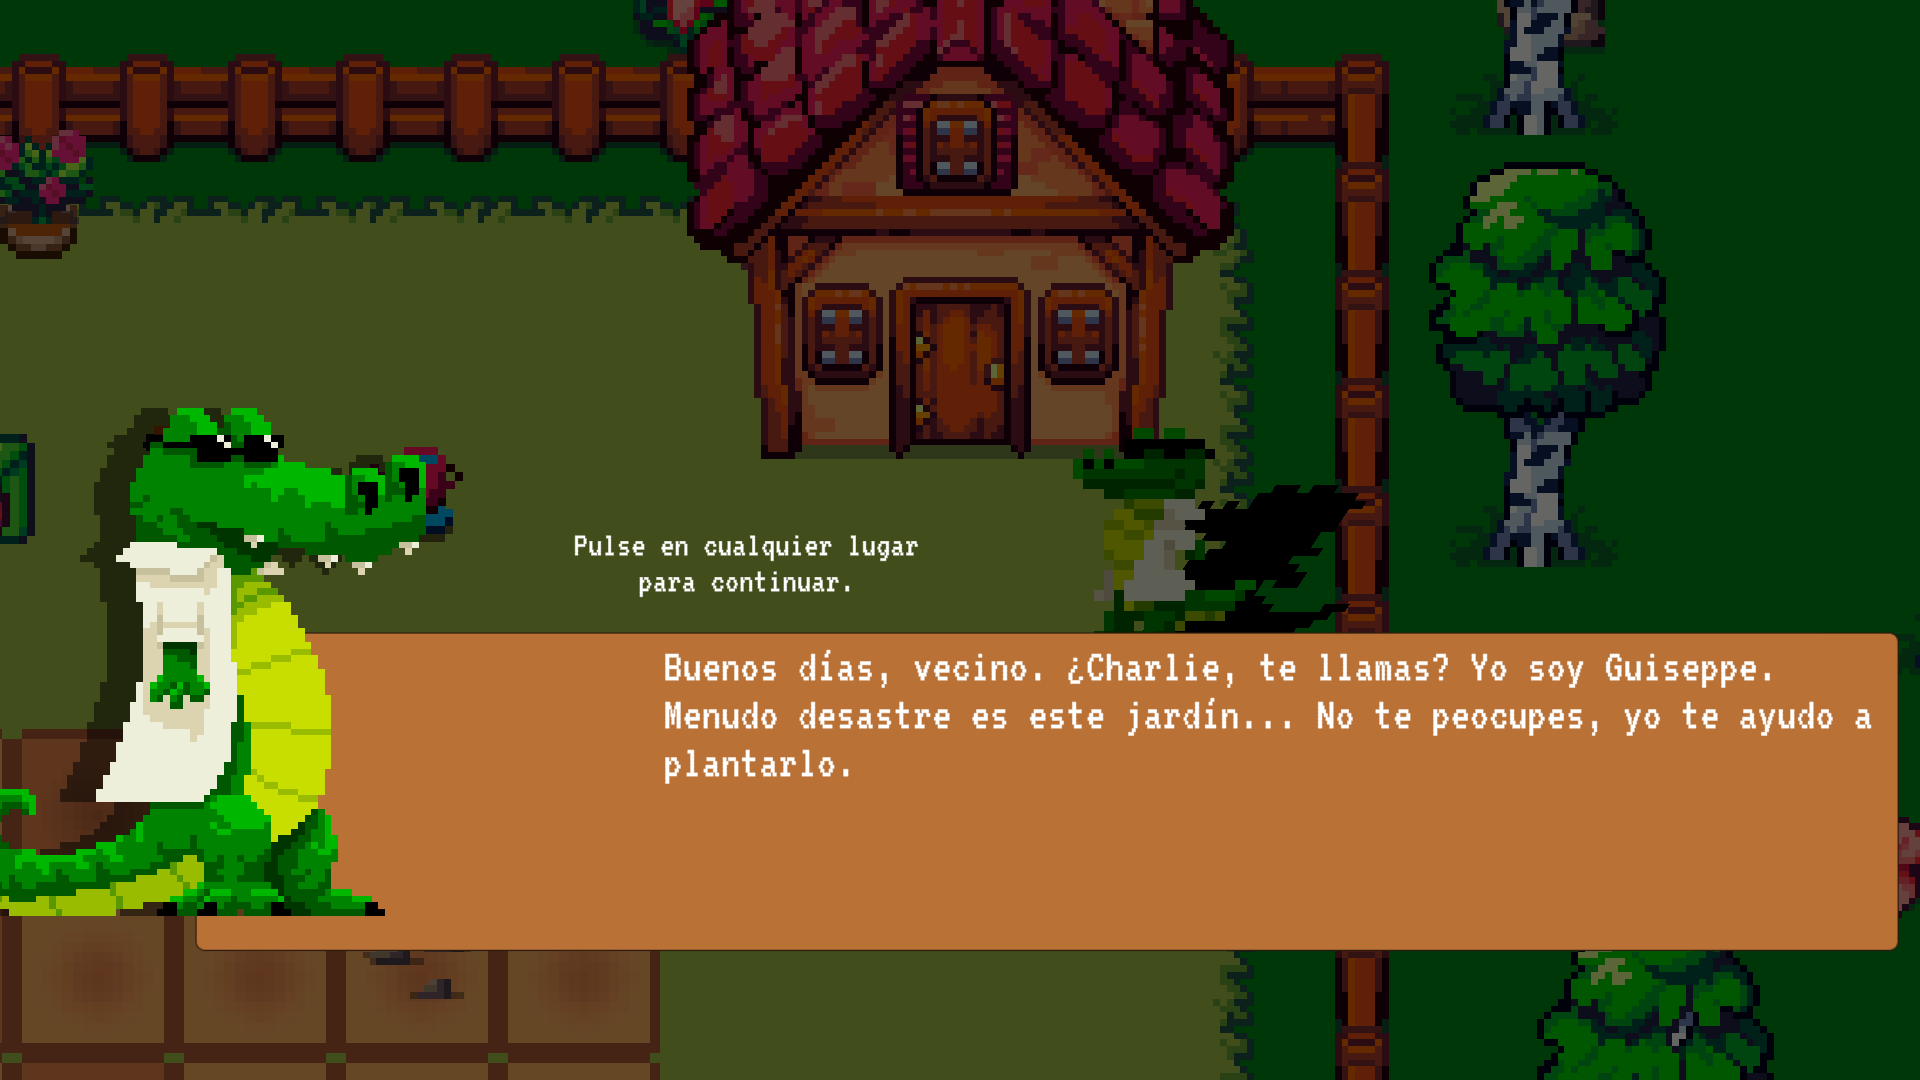 Pulse en cualquier lugar
para continuar.
Buenos días, vecino. ¿Charlie, te llamas? Yo soy Guiseppe.
Menudo desastre es este jardín... No te peocupes, yo te ayudo a
plantarlo.